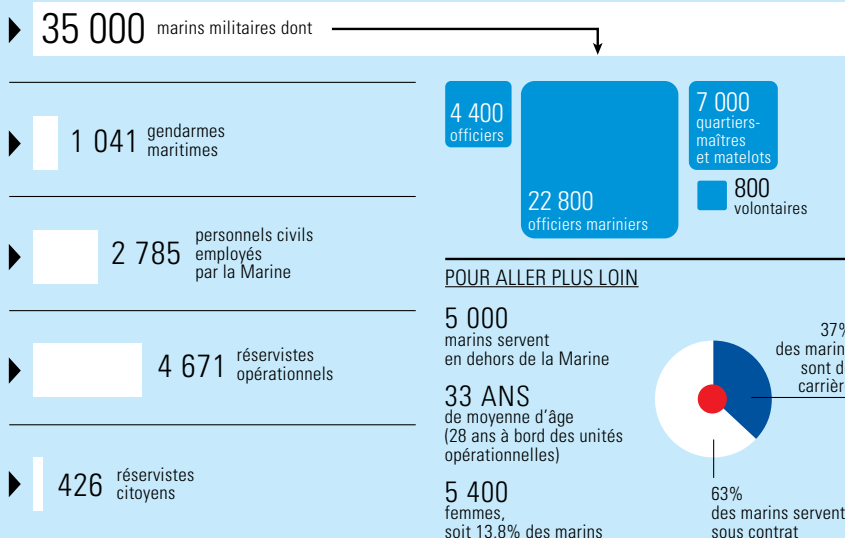 35 000 marins militaires dont
1 041 gendarmes
maritimes
2 785 personnels civils
employés
par la Marine
4 671 réservistes
opérationnels
426 réservistes
citoyens
4 400
officiers
22 800
officiers mariniers
7 000
quartiers-
maîtres
et matelots
800
volontaires
POUR ALLER PLUS LOIN
5 000
marins servent
en dehors de la Marine
33 ANS
de moyenne d'âge
(28 ans à bord des unités
opérationnelles)
5 400
femmes,
soit 13,8% des marins
37%
des marin
sont d
carrièr
63%
des marins servent
sous contrat